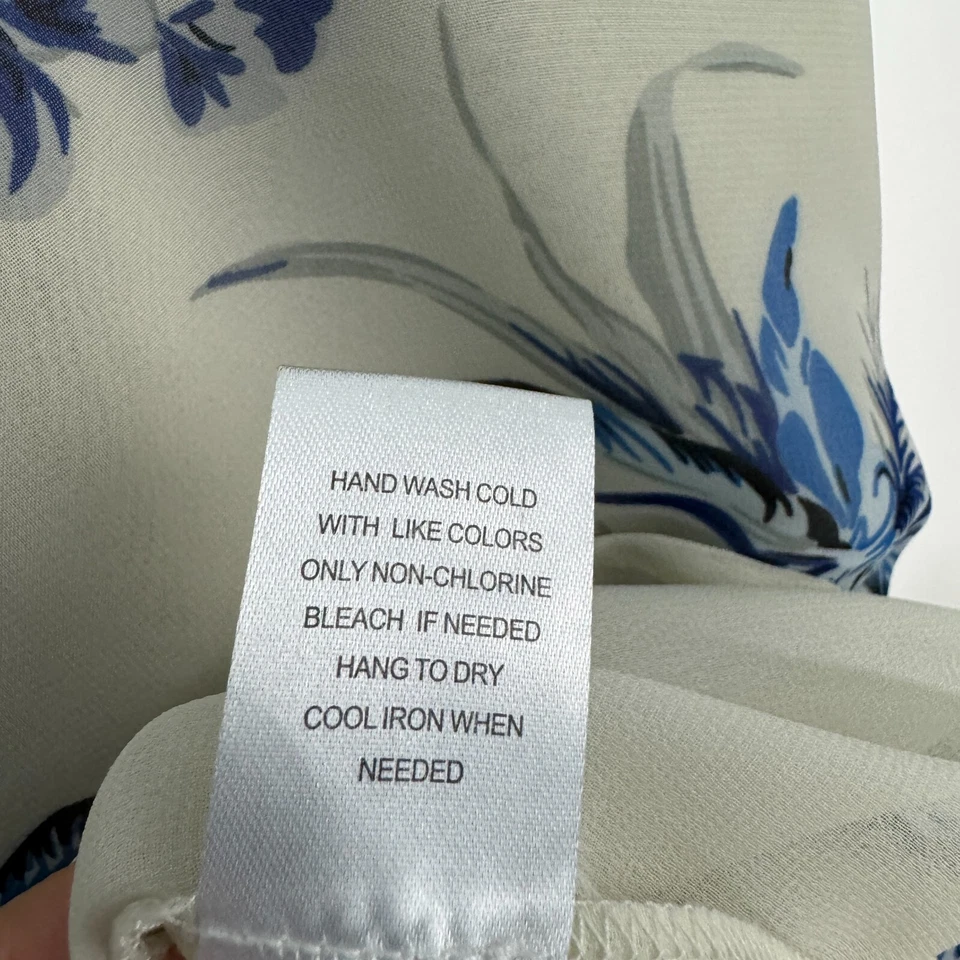 HAND WASH COLD
WITH LIKE COLORS
ONLY NON-CHLORINE
BLEACH IF NEEDED
HANG TO DRY
COOL IRON WHEN
NEEDED